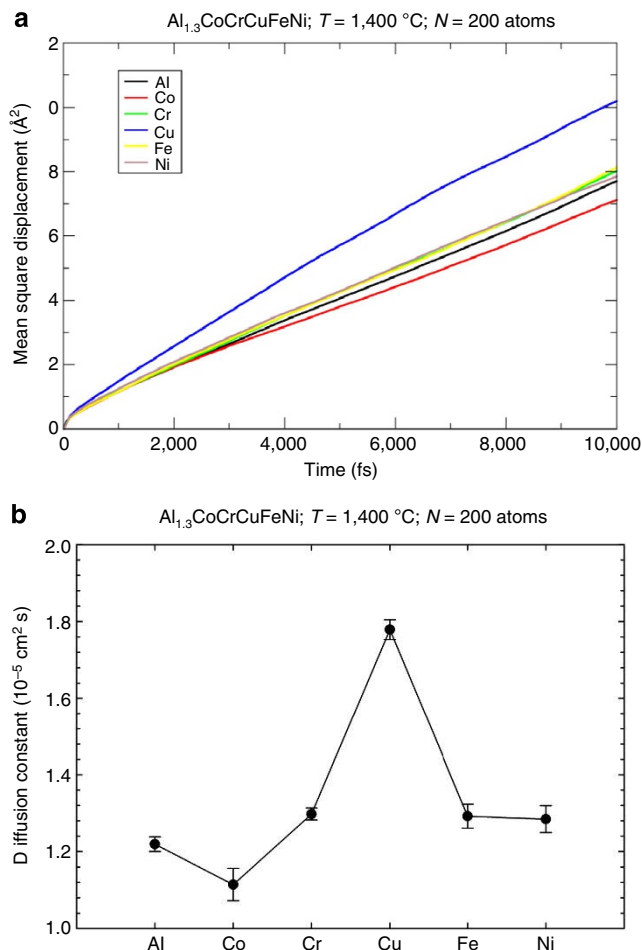 a
Al1.3CoCrCuFeNi; T = 1,400 °C; N = 200 atoms
2
0
8
6
4
2
0
Mean square displacement (Å²)
Al
Co
Cr
Cu
Fe
Ni
0 2,000 4,000 6,000 8,000 10,000
Time (fs)
b
Al1.3CoCrCuFeNi; T = 1,400 °C; N = 200 atoms
2.0
1.8
1.6
1.4
1.2
1.0
D iffusion constant (10⁻⁵ cm² s)
Al Co Cr Cu Fe Ni